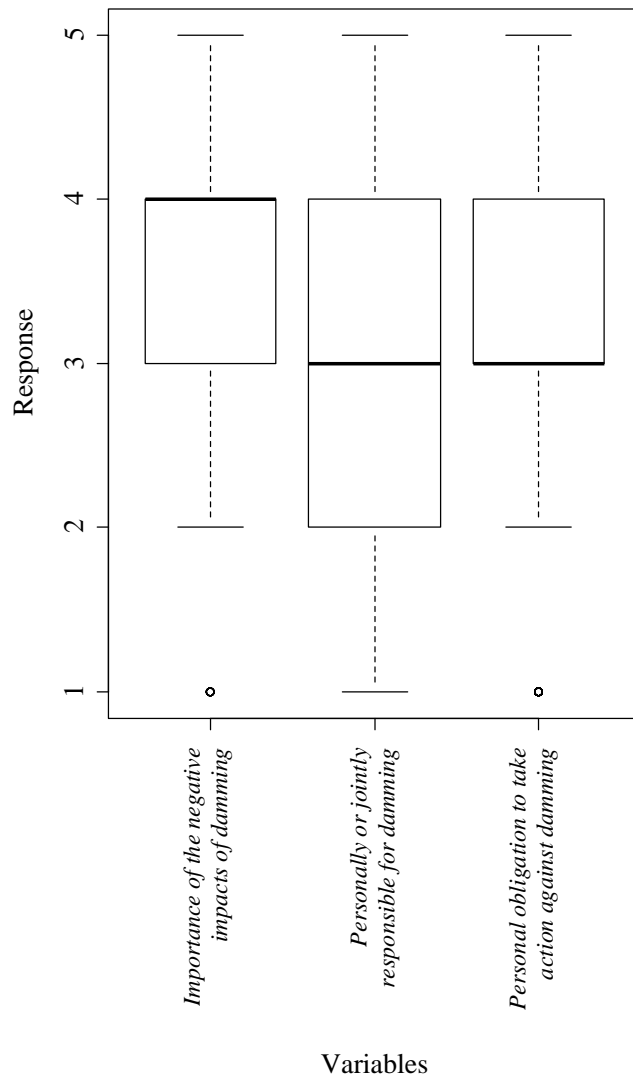 Response
5
4
3
2
1
Importance of the negative
impacts of damming
Personally or jointly
responsible for damming
Personal obligation to take
action against damming
Variables